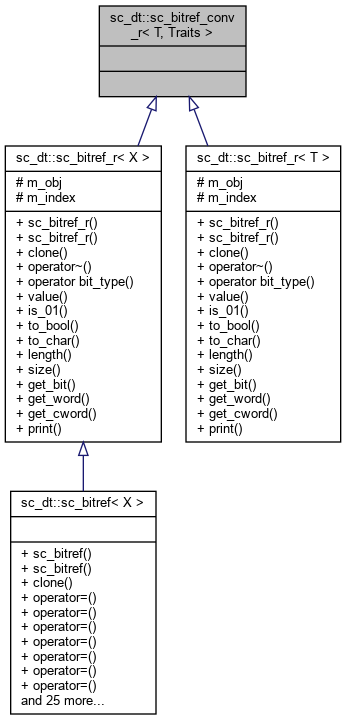 sc_dt::sc_bitref_conv
_r< T, Traits >
sc_dt::sc_bitref_r< X >
# m_obj
# m_index
+ sc_bitref_r()
+ sc_bitref_r()
+ clone()
+ operator~()
+ operator bit_type()
+ value()
+ is_01()
+ to_bool()
+ to_char()
+ length()
+ size()
+ get_bit()
+ get_word()
+ get_cword()
+ print()
sc_dt::sc_bitref_r< T >
# m_obj
# m_index
+ sc_bitref_r()
+ sc_bitref_r()
+ clone()
+ operator~()
+ operator bit_type()
+ value()
+ is_01()
+ to_bool()
+ to_char()
+ length()
+ size()
+ get_bit()
+ get_word()
+ get_cword()
+ print()
sc_dt::sc_bitref< X >
+ sc_bitref()
+ sc_bitref()
+ clone()
+ operator=()
+ operator=()
+ operator=()
+ operator=()
+ operator=()
+ operator=()
+ operator=()
and 25 more...